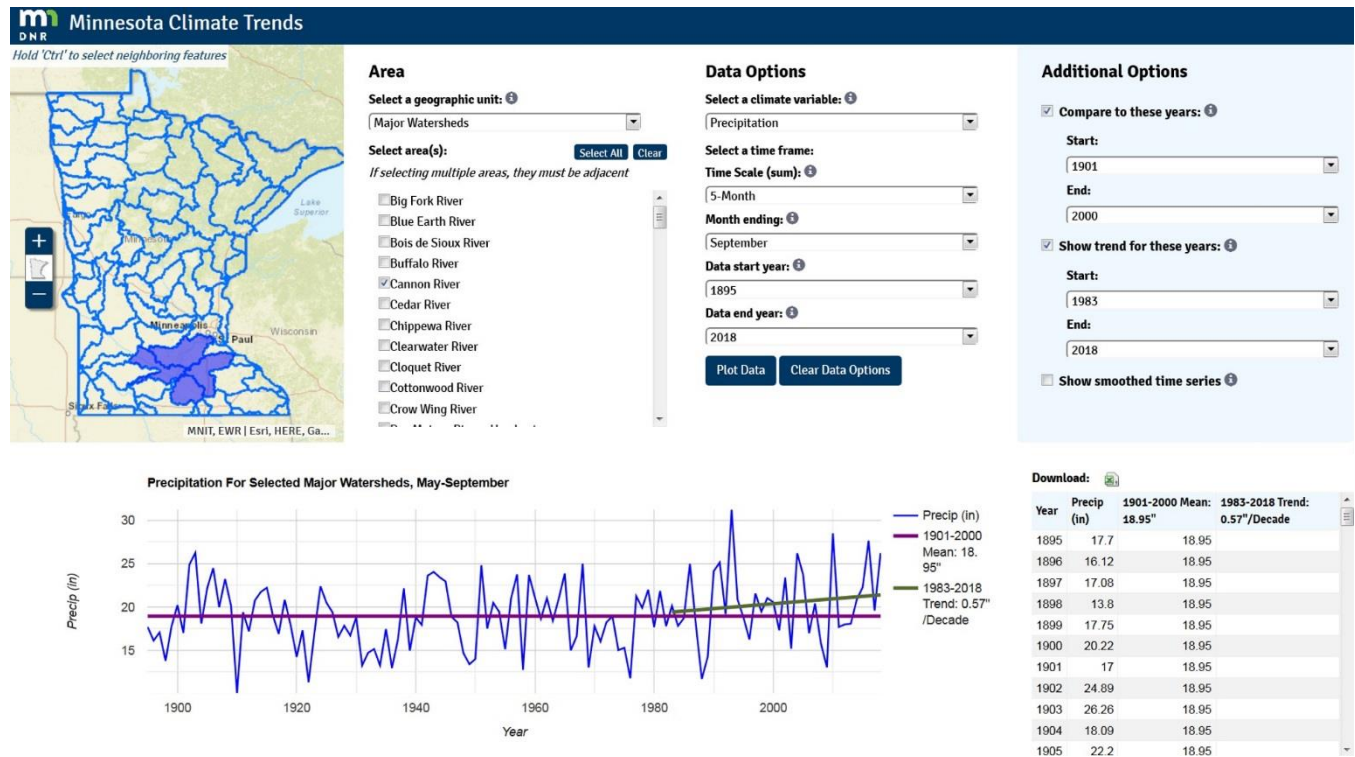 mn DNR Minnesota Climate Trends
Hold 'Ctrl' to select neighboring features
Lake Superior
Minneapolis
St. Paul
Wisconsin
MNIT, EWR | Esri, HERE, Ga...
Area
Select a geographic unit:
Major Watersheds
Select area(s): Select All Clear
If selecting multiple areas, they must be adjacent
Big Fork River
Blue Earth River
Bois de Sioux River
Buffalo River
Cannon River
Cedar River
Chippewa River
Clearwater River
Cloquet River
Cottonwood River
Crow Wing River
Data Options
Select a climate variable:
Precipitation
Select a time frame:
Time Scale (sum):
5-Month
Month ending:
September
Data start year:
1895
Data end year:
2018
Plot Data Clear Data Options
Additional Options
Compare to these years:
Start:
1901
End:
2000
Show trend for these years:
Start:
1983
End:
2018
Show smoothed time series
Precipitation For Selected Major Watersheds, May-September
Precip (in)
30
25
20
15
1900 1920 1940 1960 1980 2000
Year
Precip (in)
1901-2000
Mean: 18.
95"
1983-2018
Trend: 0.57"
/Decade
Download:
Year Precip (in) 1901-2000 Mean: 18.95" 1983-2018 Trend: 0.57"/Decade
1895 17.7 18.95
1896 16.12 18.95
1897 17.08 18.95
1898 13.8 18.95
1899 17.75 18.95
1900 20.22 18.95
1901 17 18.95
1902 24.89 18.95
1903 26.26 18.95
1904 18.09 18.95
1905 22.2 18.95